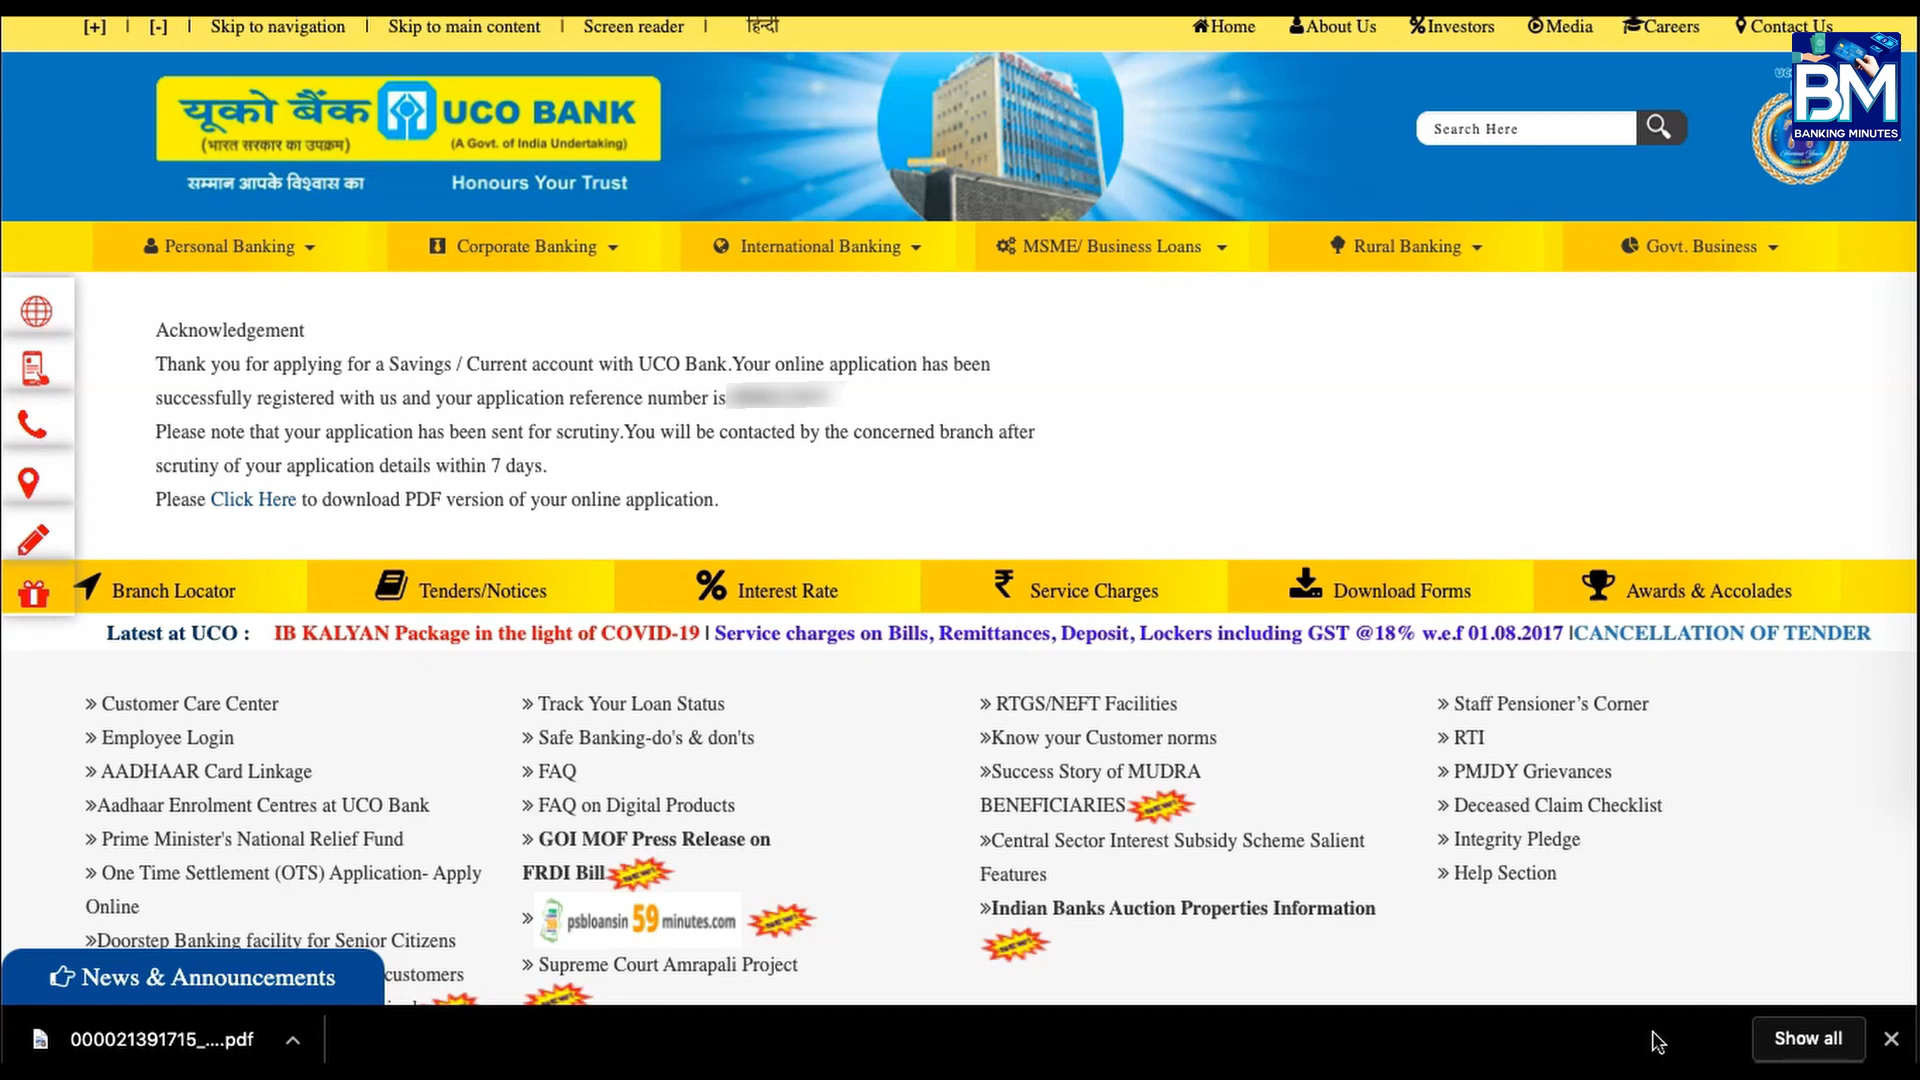 [+] | [-] | Skip to navigation | Skip to main content | Screen reader | हिन्दी Home About Us Investors Media Careers Contact Us
यूको बैंक UCO BANK
(भारत सरकार का उपक्रम) (A Govt. of India Undertaking)
सम्मान आपके विश्वास का Honours Your Trust
Search Here
BM
BANKING MINUTES
Personal Banking Corporate Banking International Banking MSME/ Business Loans Rural Banking Govt. Business
Acknowledgement
Thank you for applying for a Savings / Current account with UCO Bank.Your online application has been
successfully registered with us and your application reference number is
Please note that your application has been sent for scrutiny.You will be contacted by the concerned branch after
scrutiny of your application details within 7 days.
Please Click Here to download PDF version of your online application.
Branch Locator Tenders/Notices Interest Rate Service Charges Download Forms Awards & Accolades
Latest at UCO : IB KALYAN Package in the light of COVID-19 | Service charges on Bills, Remittances, Deposit, Lockers including GST @18% w.e.f 01.08.2017 |CANCELLATION OF TENDER
» Customer Care Center
» Employee Login
» AADHAAR Card Linkage
»Aadhaar Enrolment Centres at UCO Bank
» Prime Minister's National Relief Fund
» One Time Settlement (OTS) Application- Apply
Online
»Doorstep Banking facility for Senior Citizens
customers
» Track Your Loan Status
» Safe Banking-do's & don'ts
» FAQ
» FAQ on Digital Products
» GOI MOF Press Release on
FRDI Bill NEW!
» psbloansin 59 minutes.com NEW!
» Supreme Court Amrapali Project
NEW!
» RTGS/NEFT Facilities
»Know your Customer norms
»Success Story of MUDRA
BENEFICIARIES NEW!
»Central Sector Interest Subsidy Scheme Salient
Features
»Indian Banks Auction Properties Information
NEW!
» Staff Pensioner’s Corner
» RTI
» PMJDY Grievances
» Deceased Claim Checklist
» Integrity Pledge
» Help Section
News & Announcements
000021391715_....pdf Show all